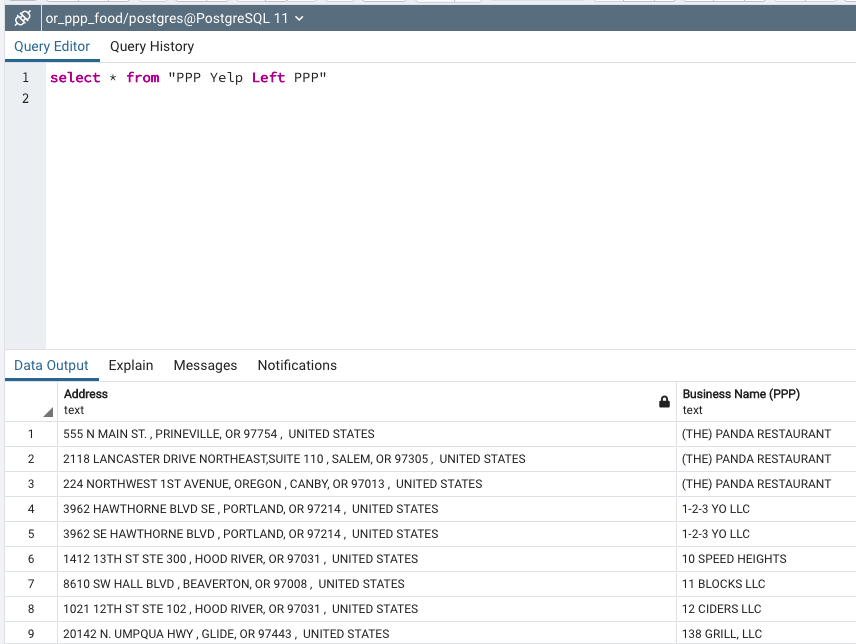 or_ppp_food/postgres@PostgreSQL 11
Query Editor Query History
1 select * from "PPP Yelp Left PPP"
2
Data Output Explain Messages Notifications
Address Business Name (PPP)
text text
1 555 N MAIN ST. , PRINEVILLE, OR 97754 , UNITED STATES (THE) PANDA RESTAURANT
2 2118 LANCASTER DRIVE NORTHEAST,SUITE 110 , SALEM, OR 97305 , UNITED STATES (THE) PANDA RESTAURANT
3 224 NORTHWEST 1ST AVENUE, OREGON , CANBY, OR 97013 , UNITED STATES (THE) PANDA RESTAURANT
4 3962 HAWTHORNE BLVD SE , PORTLAND, OR 97214 , UNITED STATES 1-2-3 YO LLC
5 3962 SE HAWTHORNE BLVD , PORTLAND, OR 97214 , UNITED STATES 1-2-3 YO LLC
6 1412 13TH ST STE 300 , HOOD RIVER, OR 97031 , UNITED STATES 10 SPEED HEIGHTS
7 8610 SW HALL BLVD , BEAVERTON, OR 97008 , UNITED STATES 11 BLOCKS LLC
8 1021 12TH ST STE 102 , HOOD RIVER, OR 97031 , UNITED STATES 12 CIDERS LLC
9 20142 N. UMPQUA HWY , GLIDE, OR 97443 , UNITED STATES 138 GRILL, LLC